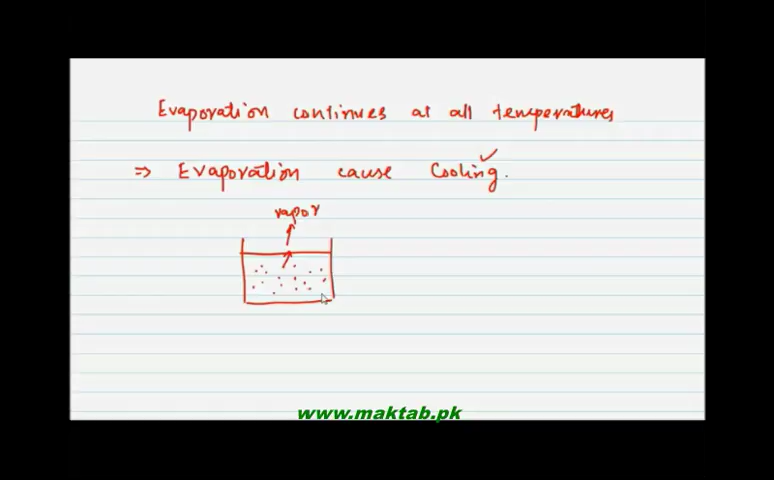 Evaporation continues at all temperatures
⇒ Evaporation cause Cooling.
vapor
www.maktab.pk